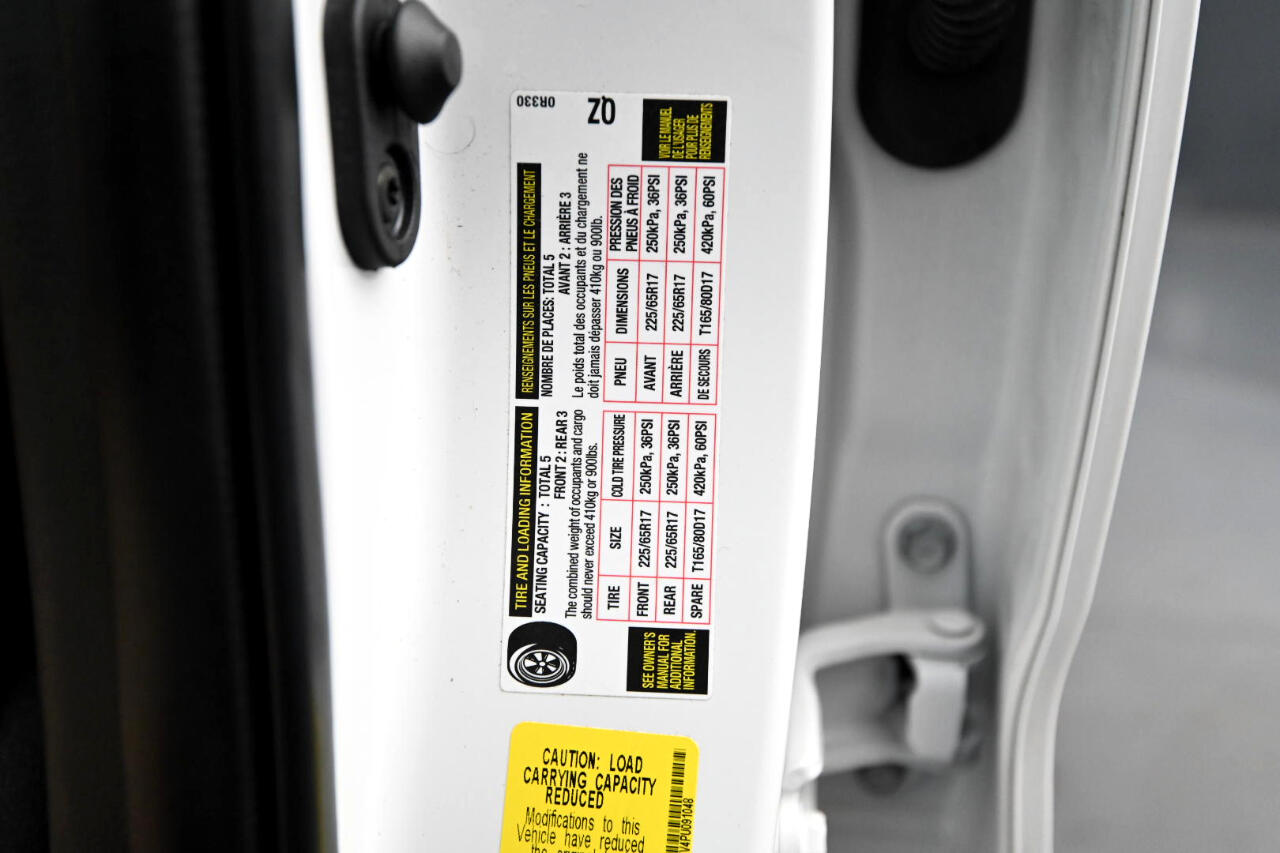 0R330
QZ
TIRE AND LOADING INFORMATION
SEATING CAPACITY : TOTAL 5
FRONT 2 : REAR 3
The combined weight of occupants and cargo
should never exceed 410kg or 900lbs.
TIRE SIZE COLD TIRE PRESSURE
FRONT 225/65R17 250kPa, 36PSI
REAR 225/65R17 250kPa, 36PSI
SPARE T165/80D17 420kPa, 60PSI
SEE OWNER'S
MANUAL FOR
ADDITIONAL
INFORMATION.
RENSEIGNEMENTS SUR LES PNEUS ET LE CHARGEMENT
NOMBRE DE PLACES: TOTAL 5
AVANT 2 : ARRIÈRE 3
Le poids total des occupants et du chargement ne
doit jamais dépasser 410kg ou 900lb.
PNEU DIMENSIONS PRESSION DES
PNEUS À FROID
AVANT 225/65R17 250kPa, 36PSI
ARRIÈRE 225/65R17 250kPa, 36PSI
DE SECOURS T165/80D17 420kPa, 60PSI
VOIR LE MANUEL
DE L'USAGER
POUR PLUS DE
RENSEIGNEMENTS
CAUTION: LOAD
CARRYING CAPACITY
REDUCED
Modifications to this
Vehicle have reduced
the
V4PU091048